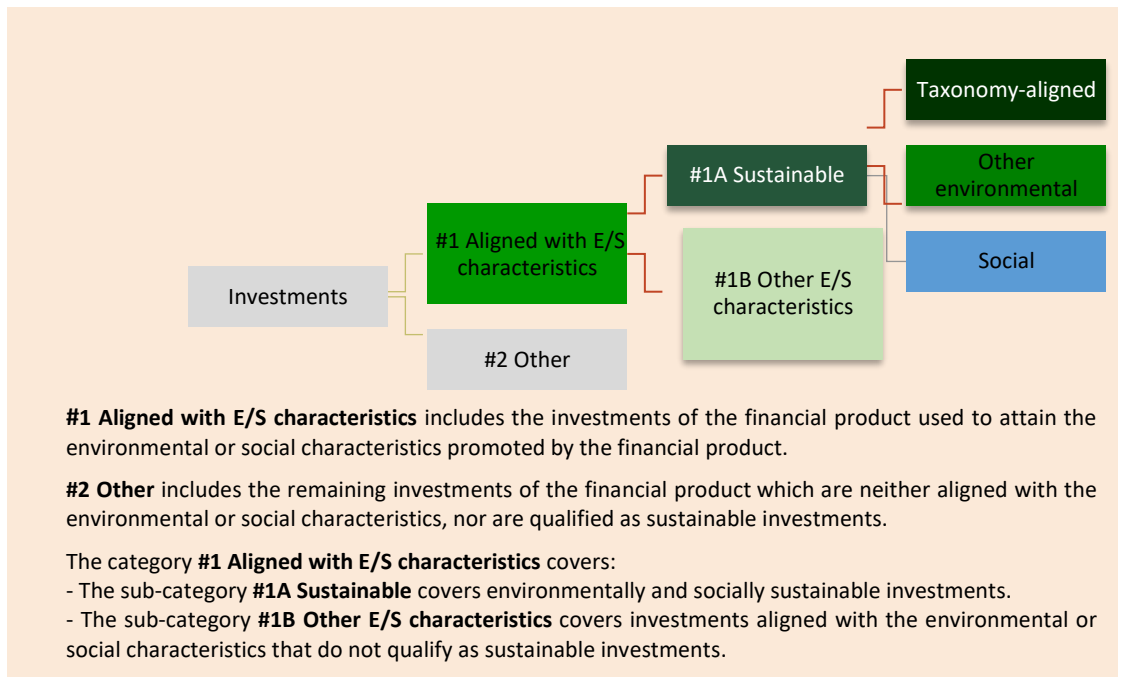 Taxonomy-aligned
#1A Sustainable
Other
environmental
#1 Aligned with E/S
characteristics
Social
#1B Other E/S
characteristics
Investments
#2 Other
#1 Aligned with E/S characteristics includes the investments of the financial product used to attain the
environmental or social characteristics promoted by the financial product.
#2 Other includes the remaining investments of the financial product which are neither aligned with the
environmental or social characteristics, nor are qualified as sustainable investments.
The category #1 Aligned with E/S characteristics covers:
- The sub-category #1A Sustainable covers environmentally and socially sustainable investments.
- The sub-category #1B Other E/S characteristics covers investments aligned with the environmental or
social characteristics that do not qualify as sustainable investments.